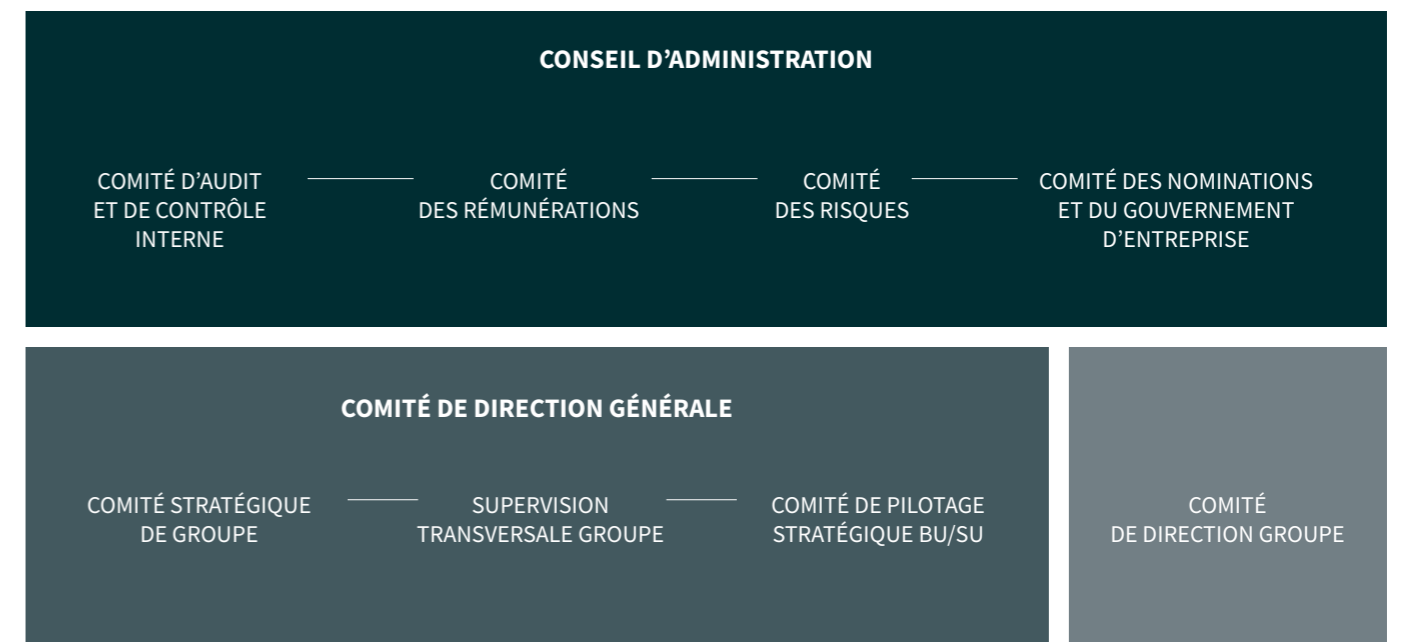 CONSEIL D’ADMINISTRATION
COMITÉ D’AUDIT
ET DE CONTRÔLE
INTERNE
COMITÉ
DES RÉMUNÉRATIONS
COMITÉ
DES RISQUES
COMITÉ DES NOMINATIONS
ET DU GOUVERNEMENT
D’ENTREPRISE
COMITÉ DE DIRECTION GÉNÉRALE
COMITÉ STRATÉGIQUE
DE GROUPE
SUPERVISION
TRANSVERSALE GROUPE
COMITÉ DE PILOTAGE
STRATÉGIQUE BU/SU
COMITÉ
DE DIRECTION GROUPE